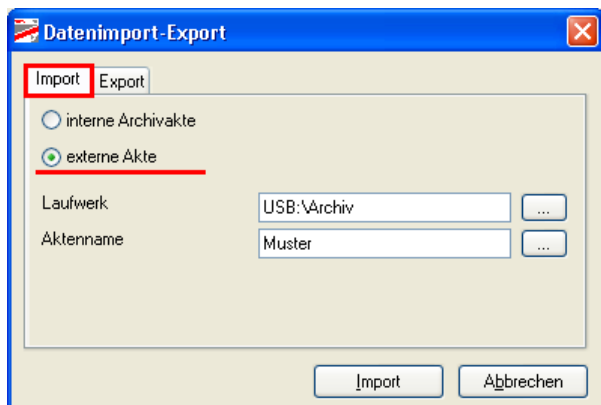 Datenimport-Export
Import Export
interne Archivakte
externe Akte
Laufwerk USB:\Archiv ...
Aktenname Muster ...
Import Abbrechen